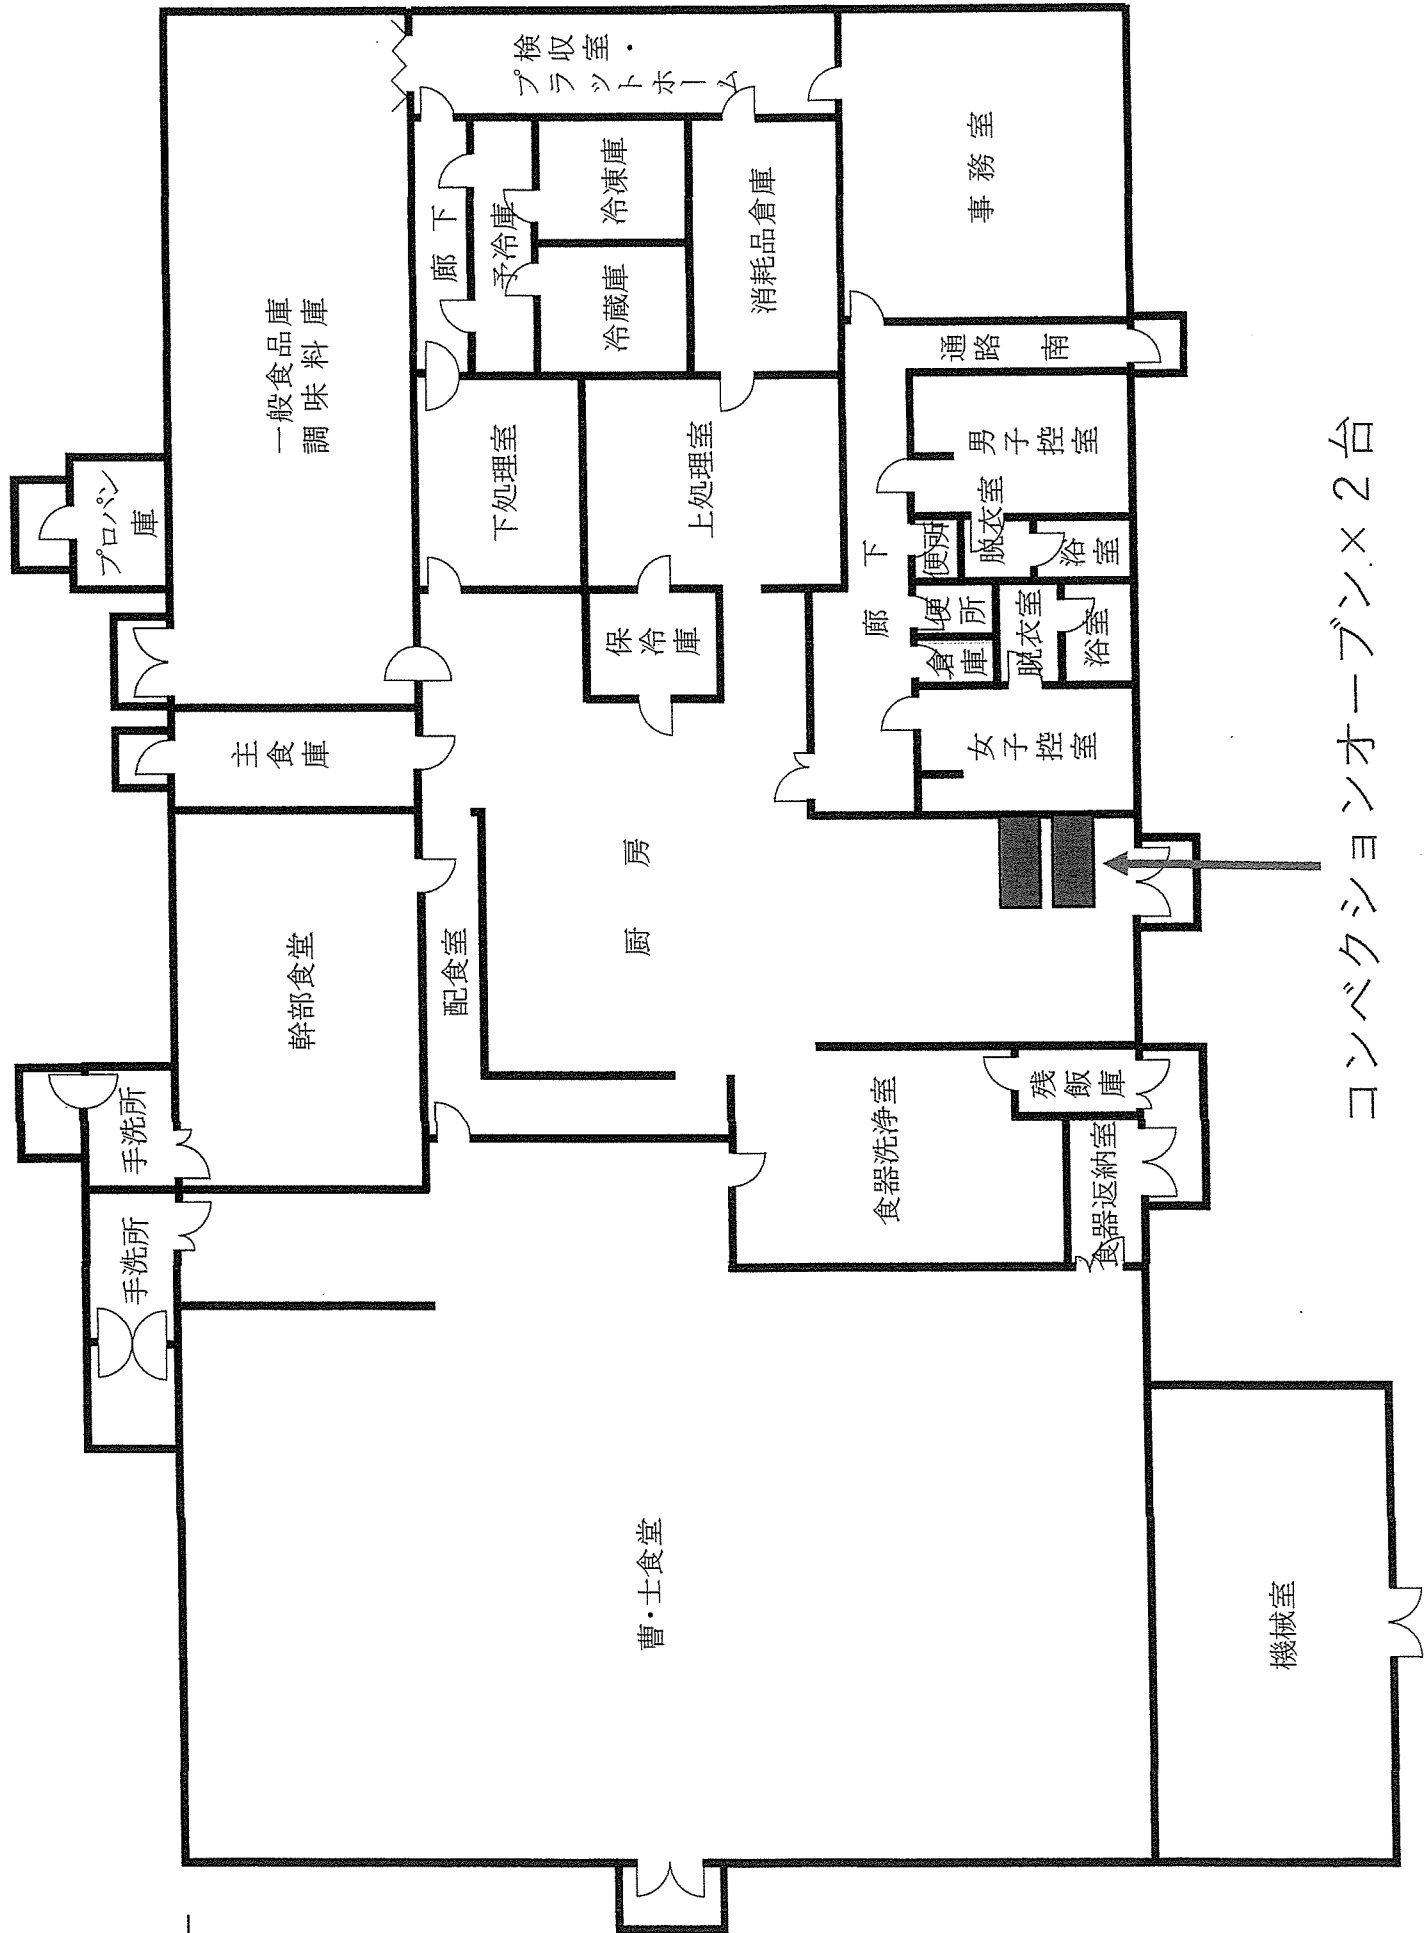 プロパン
庫
一般食品庫
調味料庫
検収室・
プラットホーム
廊下
予冷庫
冷凍庫
冷蔵庫
消耗品倉庫
事務室
通路
南
下処理室
上処理室
保冷庫
主食庫
廊下
男子控室
脱衣室
便所
浴室
便所
倉庫
脱衣室
浴室
女子控室
幹部食堂
配食室
厨房
手洗所
手洗所
食器洗浄室
残飯庫
食器返納室
曹・士食堂
機械室
コンベクションオーブン×2台